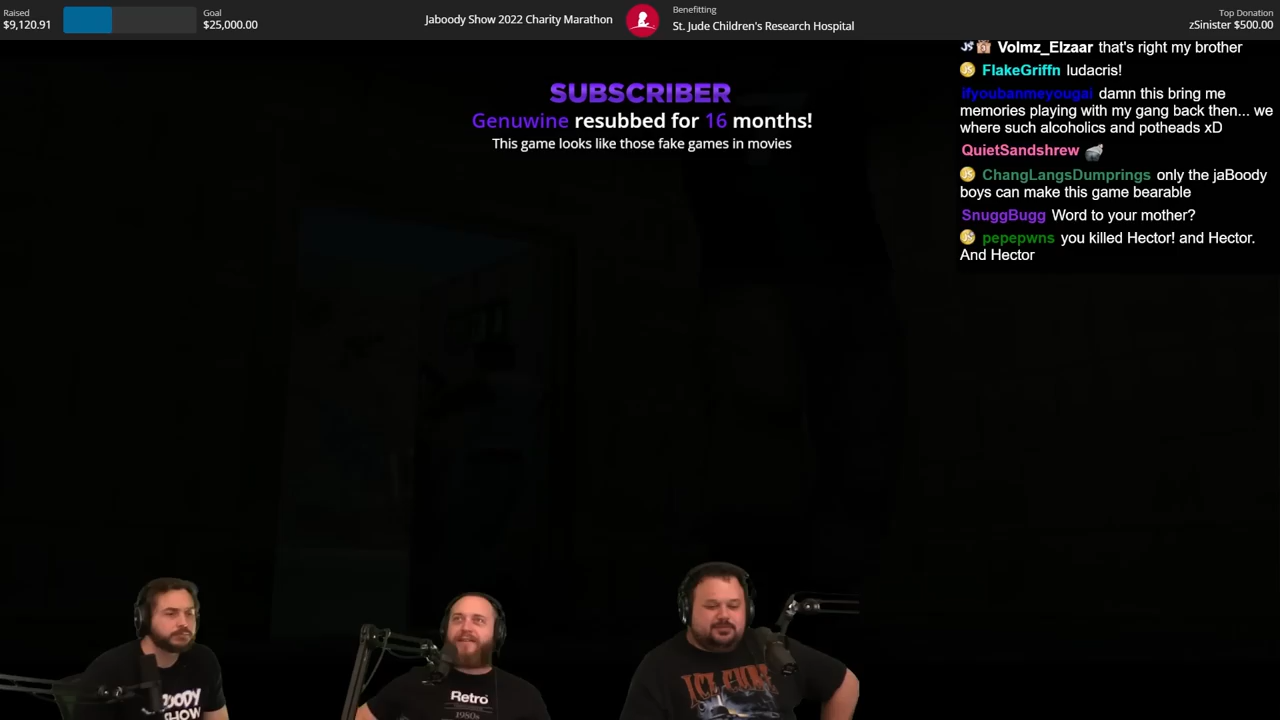 Raised
$9,120.91
Goal
$25,000.00
Jaboody Show 2022 Charity Marathon
Benefitting
St. Jude Children's Research Hospital
Top Donation
zSinister $500.00
SUBSCRIBER
Genuwine resubbed for 16 months!
This game looks like those fake games in movies
Volmz_Elzaar that's right my brother
FlakeGriffn ludacris!
ifyoubanmeyougai damn this bring me
memories playing with my gang back then... we
where such alcoholics and potheads xD
QuietSandshrew
ChangLangsDumprings only the jaBoody
boys can make this game bearable
SnuggBugg Word to your mother?
pepepwns you killed Hector! and Hector.
And Hector
Retro
1980s